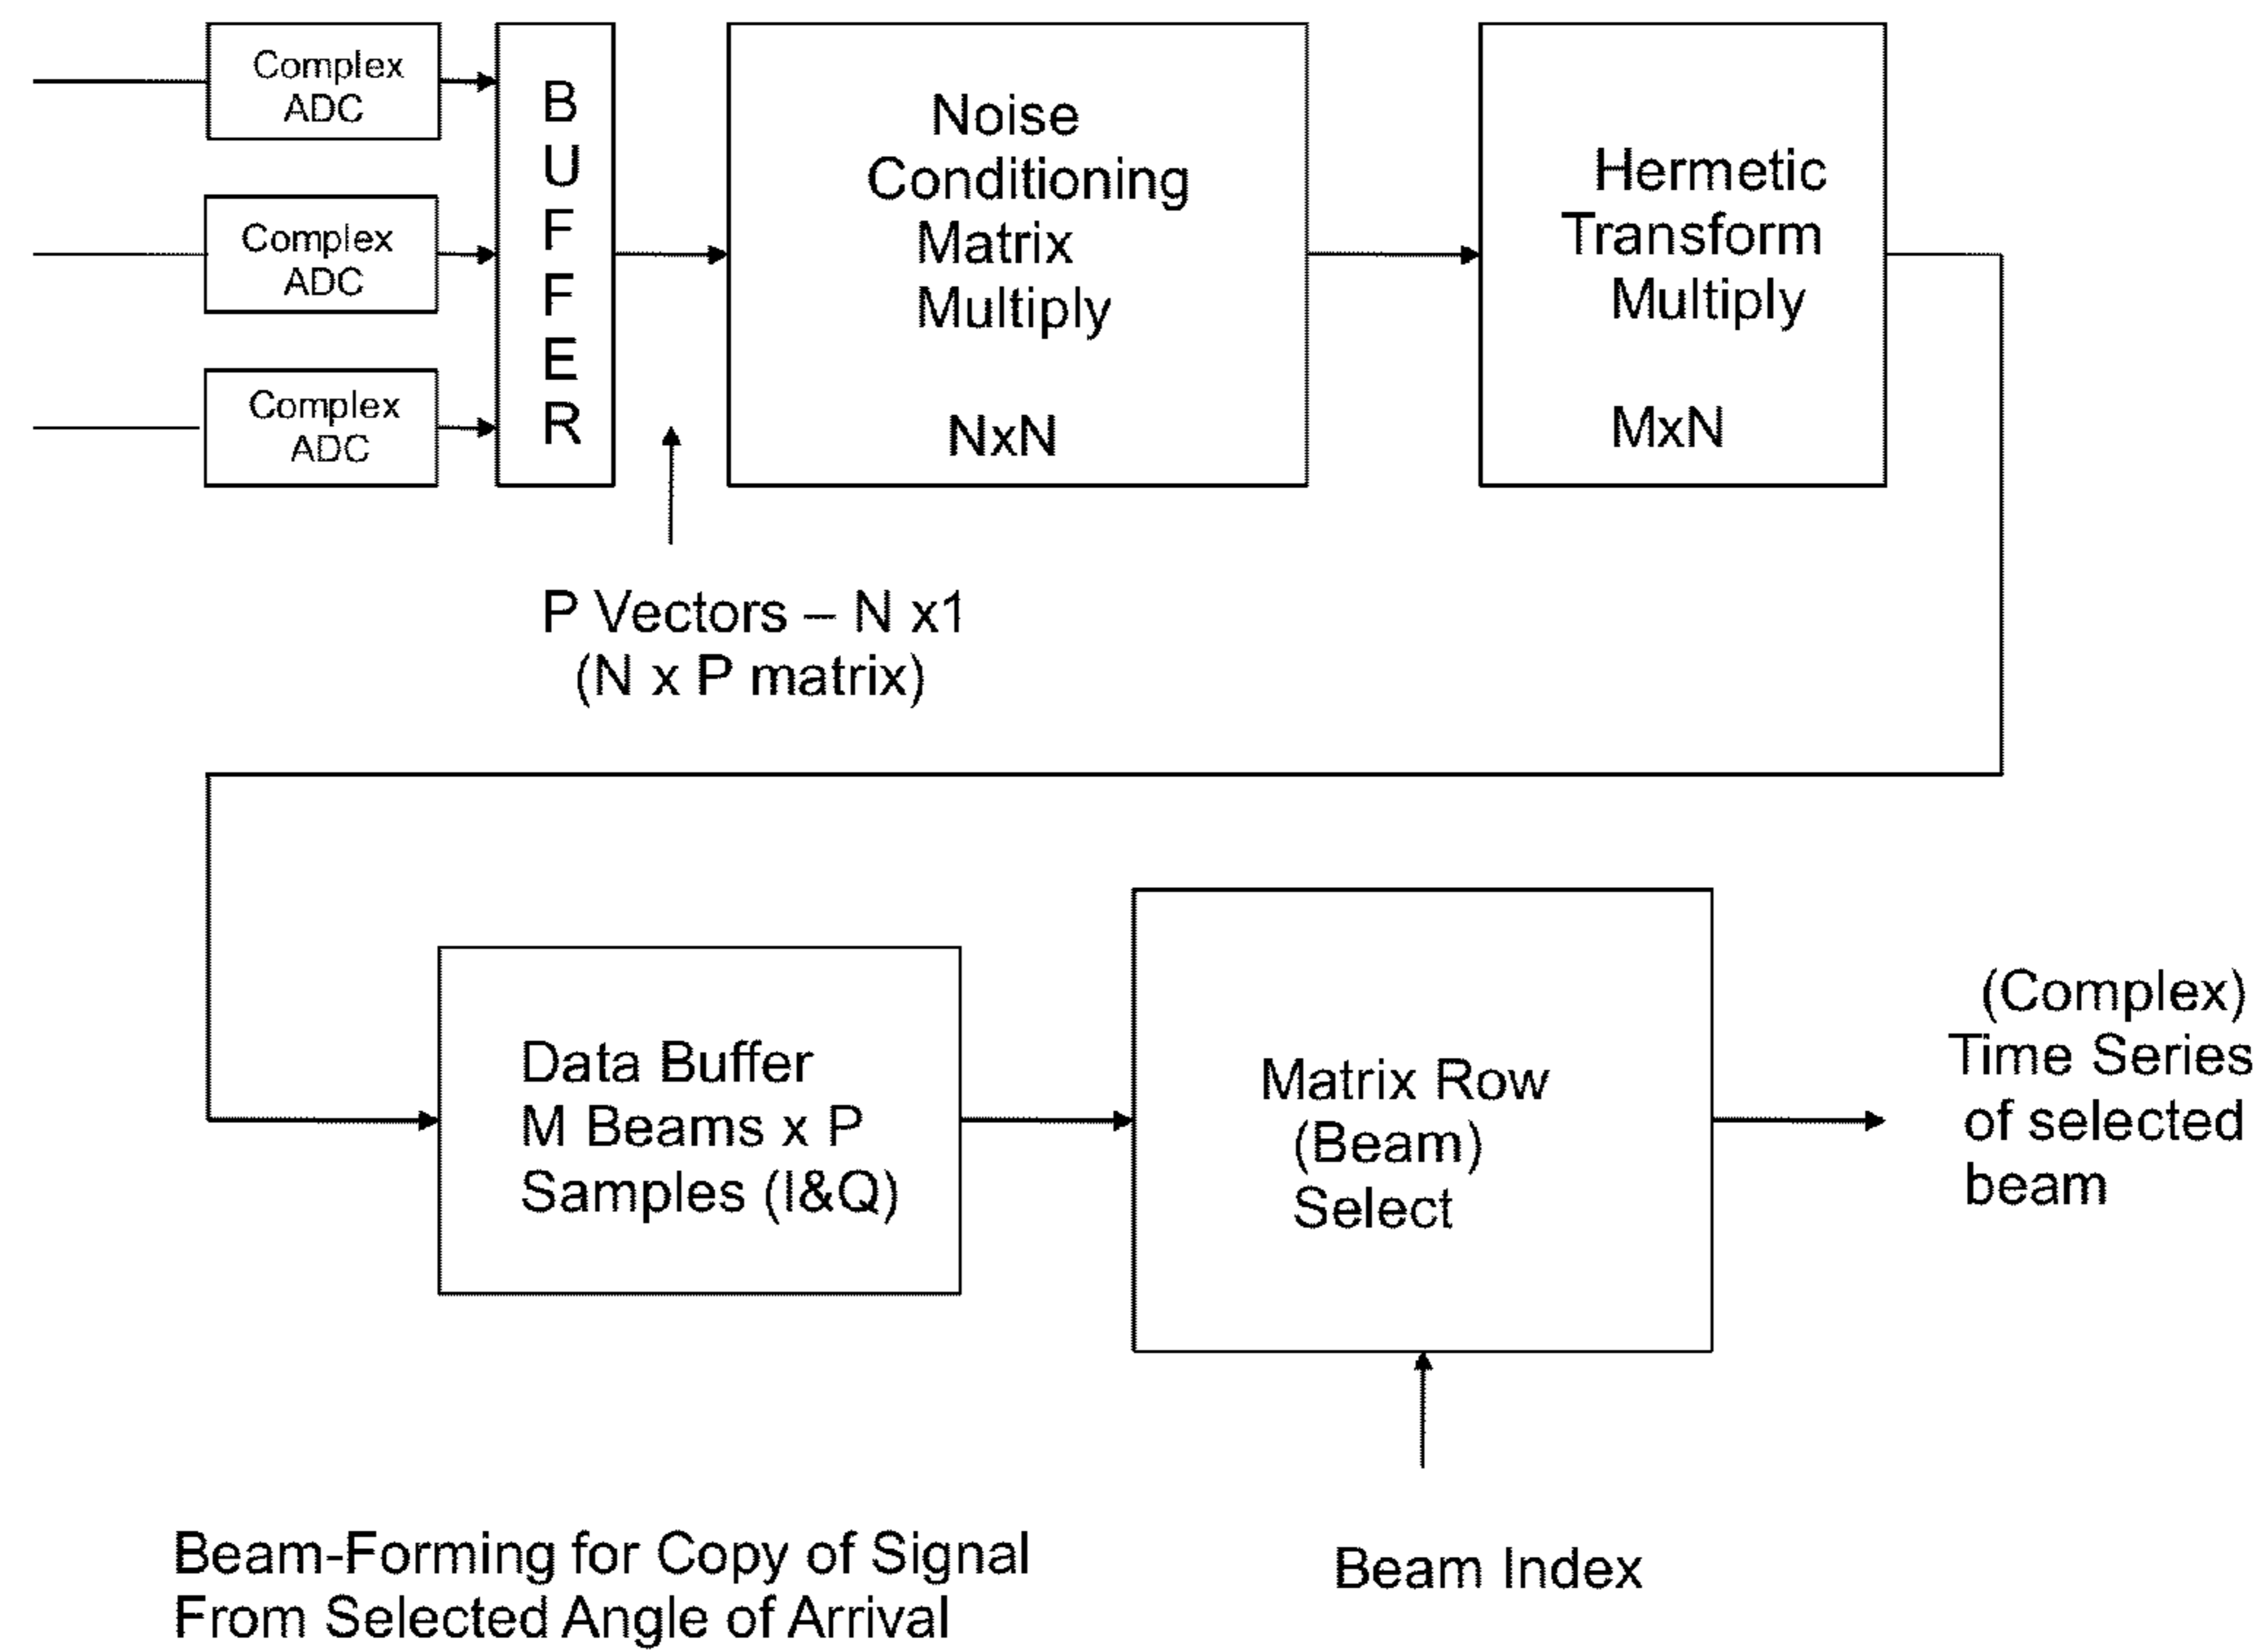 Complex
ADC
Complex
ADC
Complex
ADC
B
U
F
F
E
R
Noise
Conditioning
Matrix
Multiply
NxN
Hermetic
Transform
Multiply
MxN
P Vectors – N x1
(N x P matrix)
Data Buffer
M Beams x P
Samples (I&Q)
Matrix Row
(Beam)
Select
(Complex)
Time Series
of selected
beam
Beam Index
Beam-Forming for Copy of Signal
From Selected Angle of Arrival